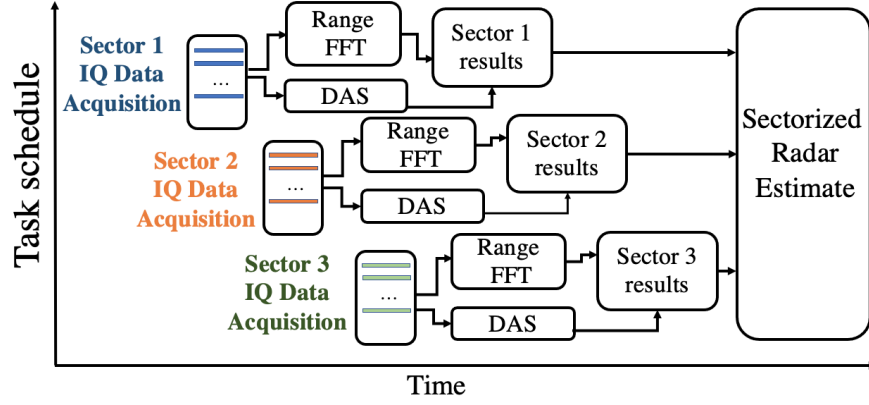 Task schedule
Sector 1
IQ Data
Acquisition
...
Range
FFT
DAS
Sector 1
results
Sector 2
IQ Data
Acquisition
...
Range
FFT
DAS
Sector 2
results
Sector 3
IQ Data
Acquisition
...
Range
FFT
DAS
Sector 3
results
Sectorized
Radar
Estimate
Time